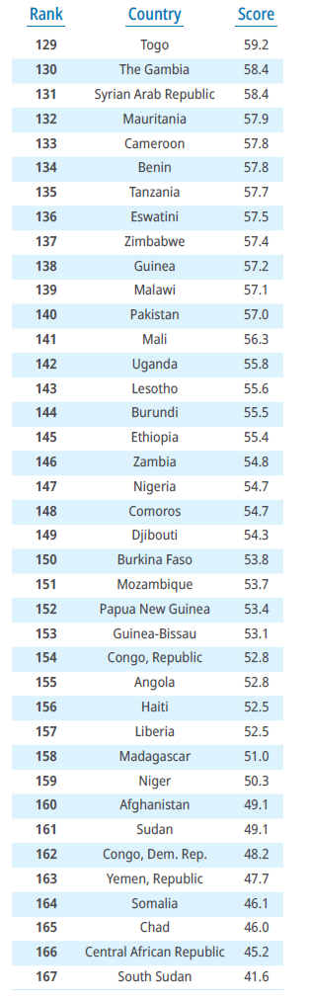 Rank Country Score
129 Togo 59.2
130 The Gambia 58.4
131 Syrian Arab Republic 58.4
132 Mauritania 57.9
133 Cameroon 57.8
134 Benin 57.8
135 Tanzania 57.7
136 Eswatini 57.5
137 Zimbabwe 57.4
138 Guinea 57.2
139 Malawi 57.1
140 Pakistan 57.0
141 Mali 56.3
142 Uganda 55.8
143 Lesotho 55.6
144 Burundi 55.5
145 Ethiopia 55.4
146 Zambia 54.8
147 Nigeria 54.7
148 Comoros 54.7
149 Djibouti 54.3
150 Burkina Faso 53.8
151 Mozambique 53.7
152 Papua New Guinea 53.4
153 Guinea-Bissau 53.1
154 Congo, Republic 52.8
155 Angola 52.8
156 Haiti 52.5
157 Liberia 52.5
158 Madagascar 51.0
159 Niger 50.3
160 Afghanistan 49.1
161 Sudan 49.1
162 Congo, Dem. Rep. 48.2
163 Yemen, Republic 47.7
164 Somalia 46.1
165 Chad 46.0
166 Central African Republic 45.2
167 South Sudan 41.6